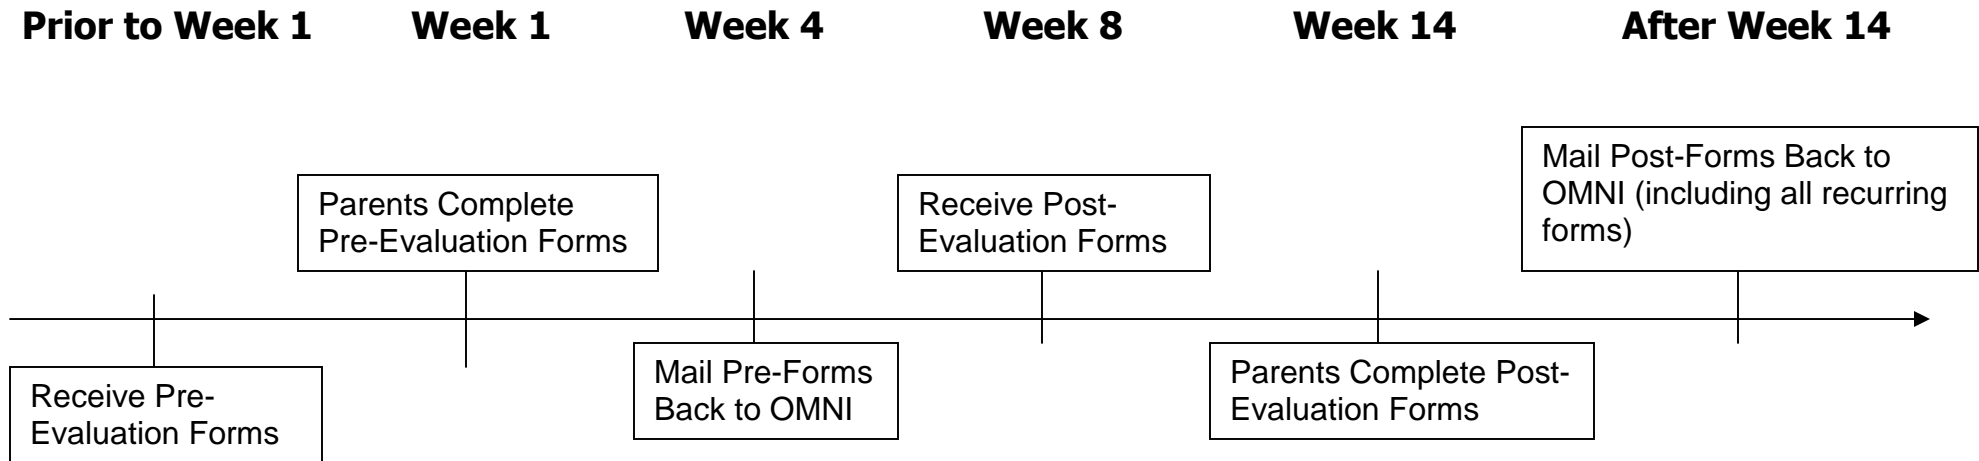 Prior to Week 1 Week 1 Week 4 Week 8 Week 14 After Week 14
Mail Post-Forms Back to
OMNI (including all recurring
forms)
Parents Complete
Pre-Evaluation Forms
Receive Post-
Evaluation Forms
Receive Pre-
Evaluation Forms
Mail Pre-Forms
Back to OMNI
Parents Complete Post-
Evaluation Forms